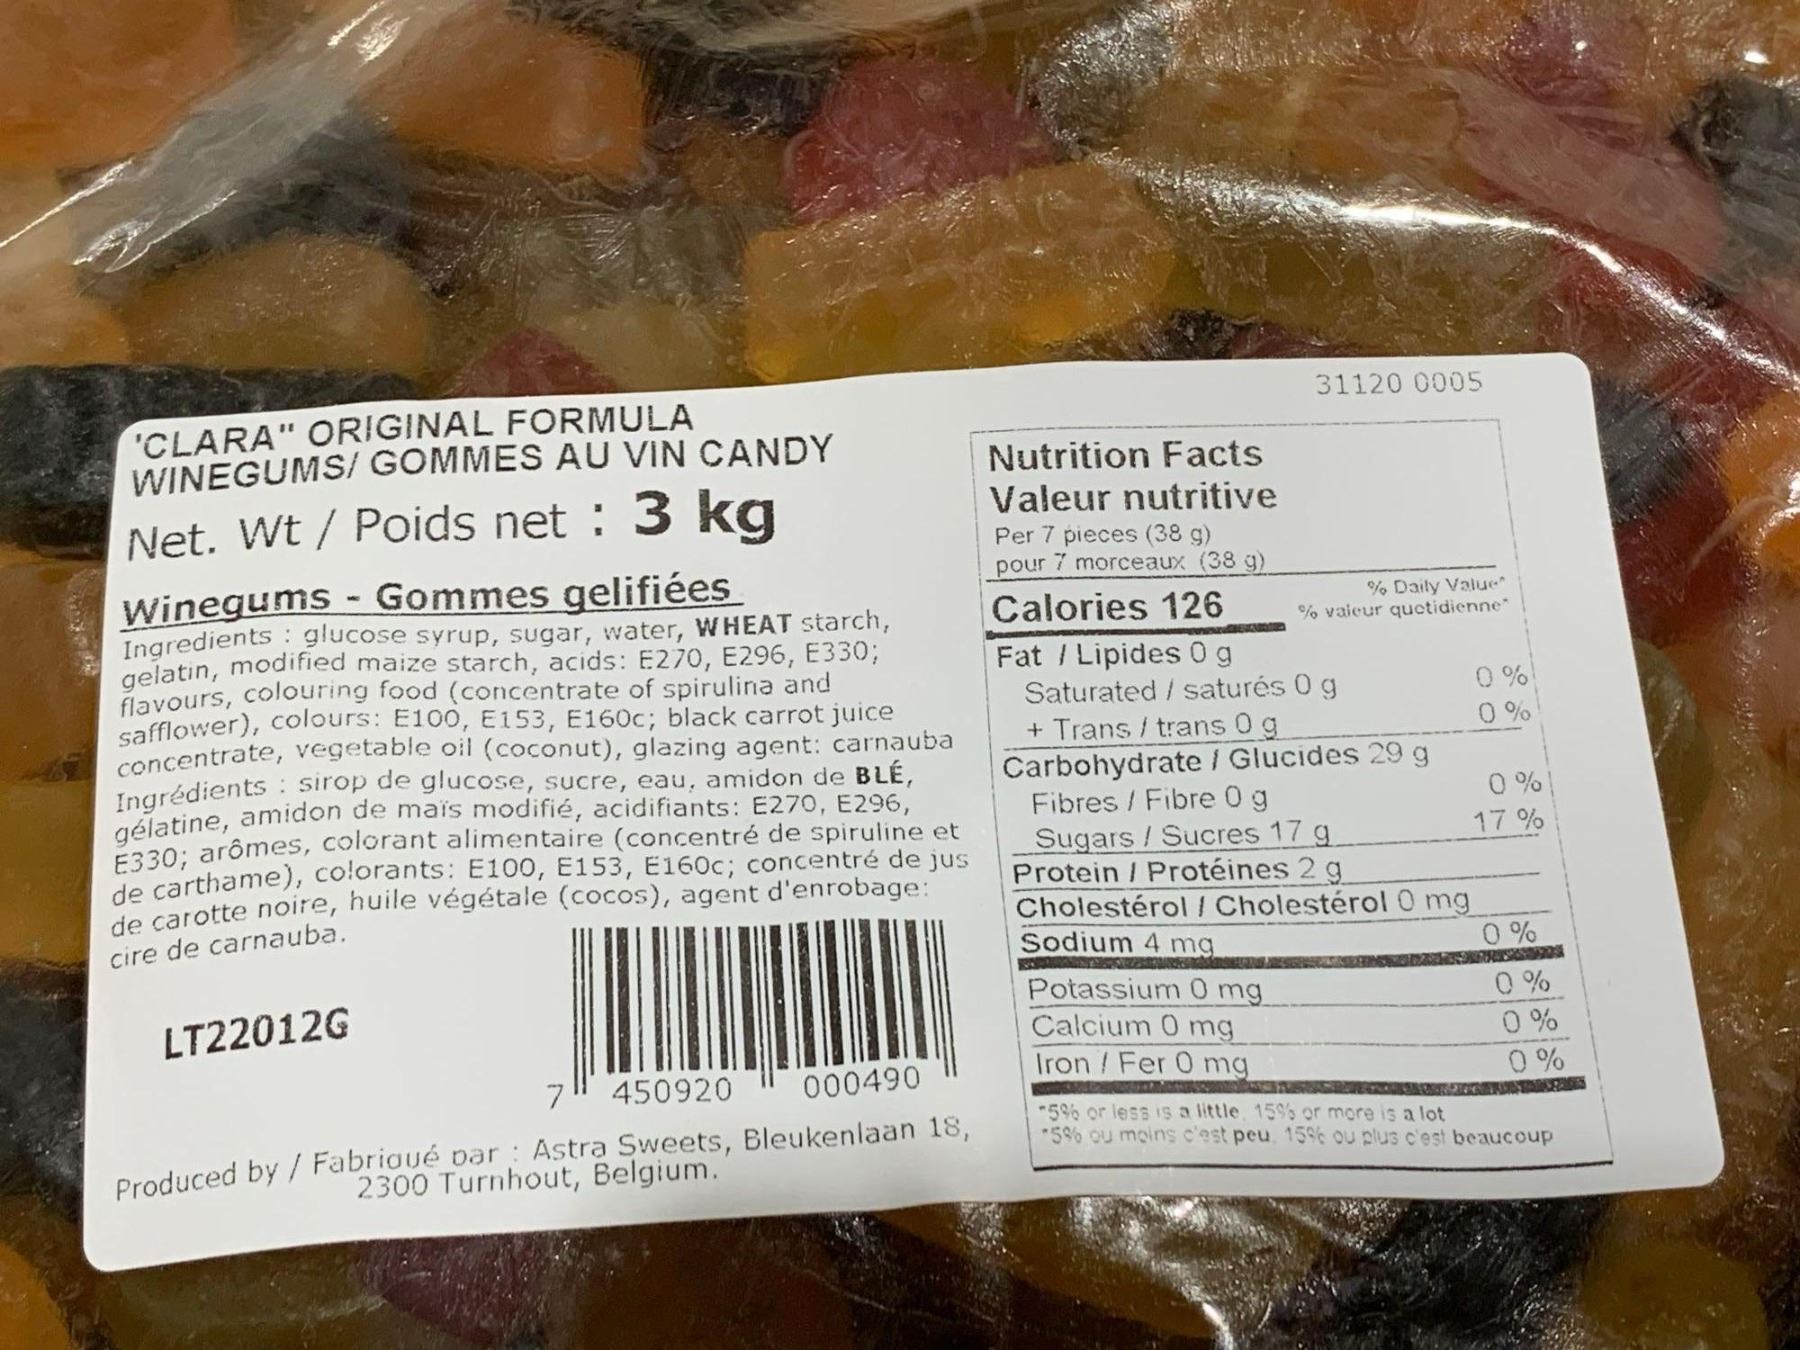 'CLARA" ORIGINAL FORMULA
WINEGUMS/ GOMMES AU VIN CANDY
Net. Wt / Poids net : 3 kg
Winegums - Gommes gelifiées
Ingredients : glucose syrup, sugar, water, WHEAT starch,
gelatin, modified maize starch, acids: E270, E296, E330;
flavours, colouring food (concentrate of spirulina and
safflower), colours: E100, E153, E160c; black carrot juice
concentrate, vegetable oil (coconut), glazing agent: carnauba
Ingrédients : sirop de glucose, sucre, eau, amidon de BLÉ,
gélatine, amidon de maïs modifié, acidifiants: E270, E296,
E330; arômes, colorant alimentaire (concentré de spiruline et
de carthame), colorants: E100, E153, E160c; concentré de jus
de carotte noire, huile végétale (cocos), agent d'enrobage:
cire de carnauba.
LT22012G
7 450920 000490
Produced by / Fabriqué par : Astra Sweets, Bleukenlaan 18,
2300 Turnhout, Belgium.
31120 0005
Nutrition Facts
Valeur nutritive
Per 7 pieces (38 g)
pour 7 morceaux (38 g)
Calories 126
% Daily Value*
% valeur quotidienne*
Fat / Lipides 0 g
Saturated / saturés 0 g 0 %
+ Trans / trans 0 g 0 %
Carbohydrate / Glucides 29 g
Fibres / Fibre 0 g 0 %
Sugars / Sucres 17 g 17 %
Protein / Protéines 2 g
Cholestérol / Cholestérol 0 mg
Sodium 4 mg 0 %
Potassium 0 mg 0 %
Calcium 0 mg 0 %
Iron / Fer 0 mg 0 %
*5% or less is a little, 15% or more is a lot
*5% ou moins c'est peu, 15% ou plus c'est beaucoup